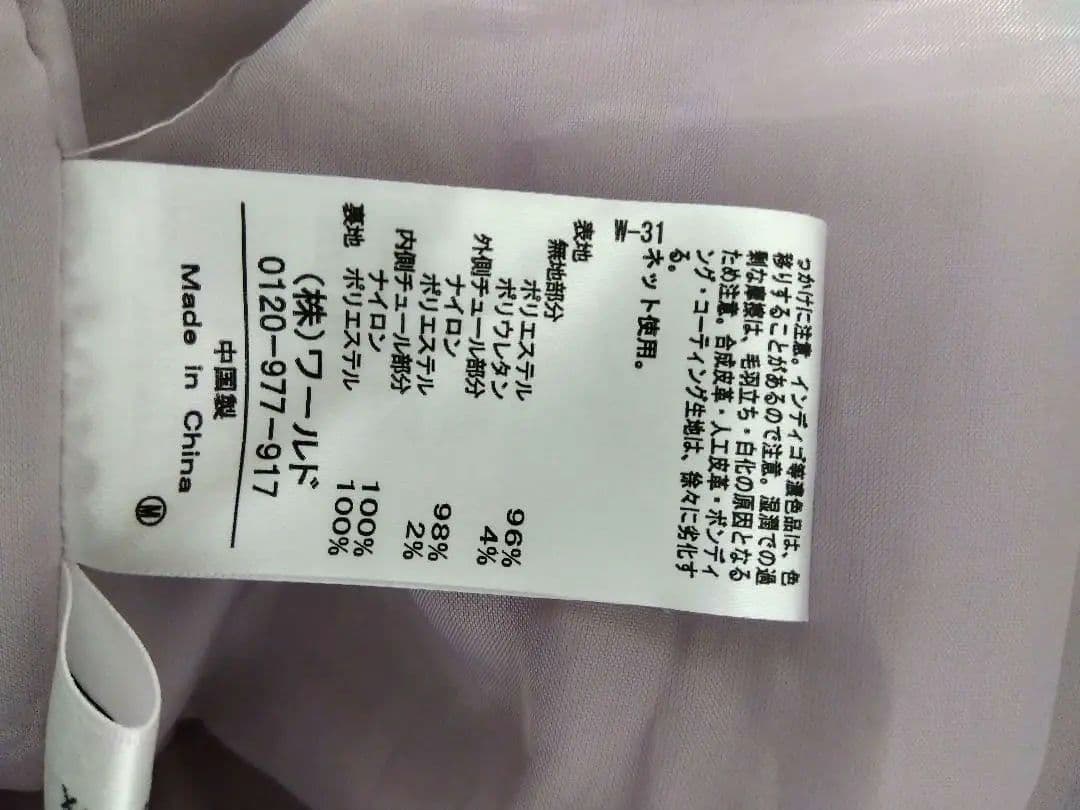 っかけに注意。インディゴ等濃色品は、色
移りすることがあるので注意。湿潤での過
剰な摩擦は、毛羽立ち・白化の原因となる
ため注意。合成皮革・人工皮革・ボンディ
ング・コーティング生地は、徐々に劣化す
る。
-31 ネット使用。
表地
無地部分
ポリエステル 96%
ポリウレタン 4%
外側チュール部分
ナイロン 98%
ポリエステル 2%
内側チュール部分
ナイロン 100%
裏地 ポリエステル 100%
(株)ワールド
0120-977-917
中国製
Made in China
M